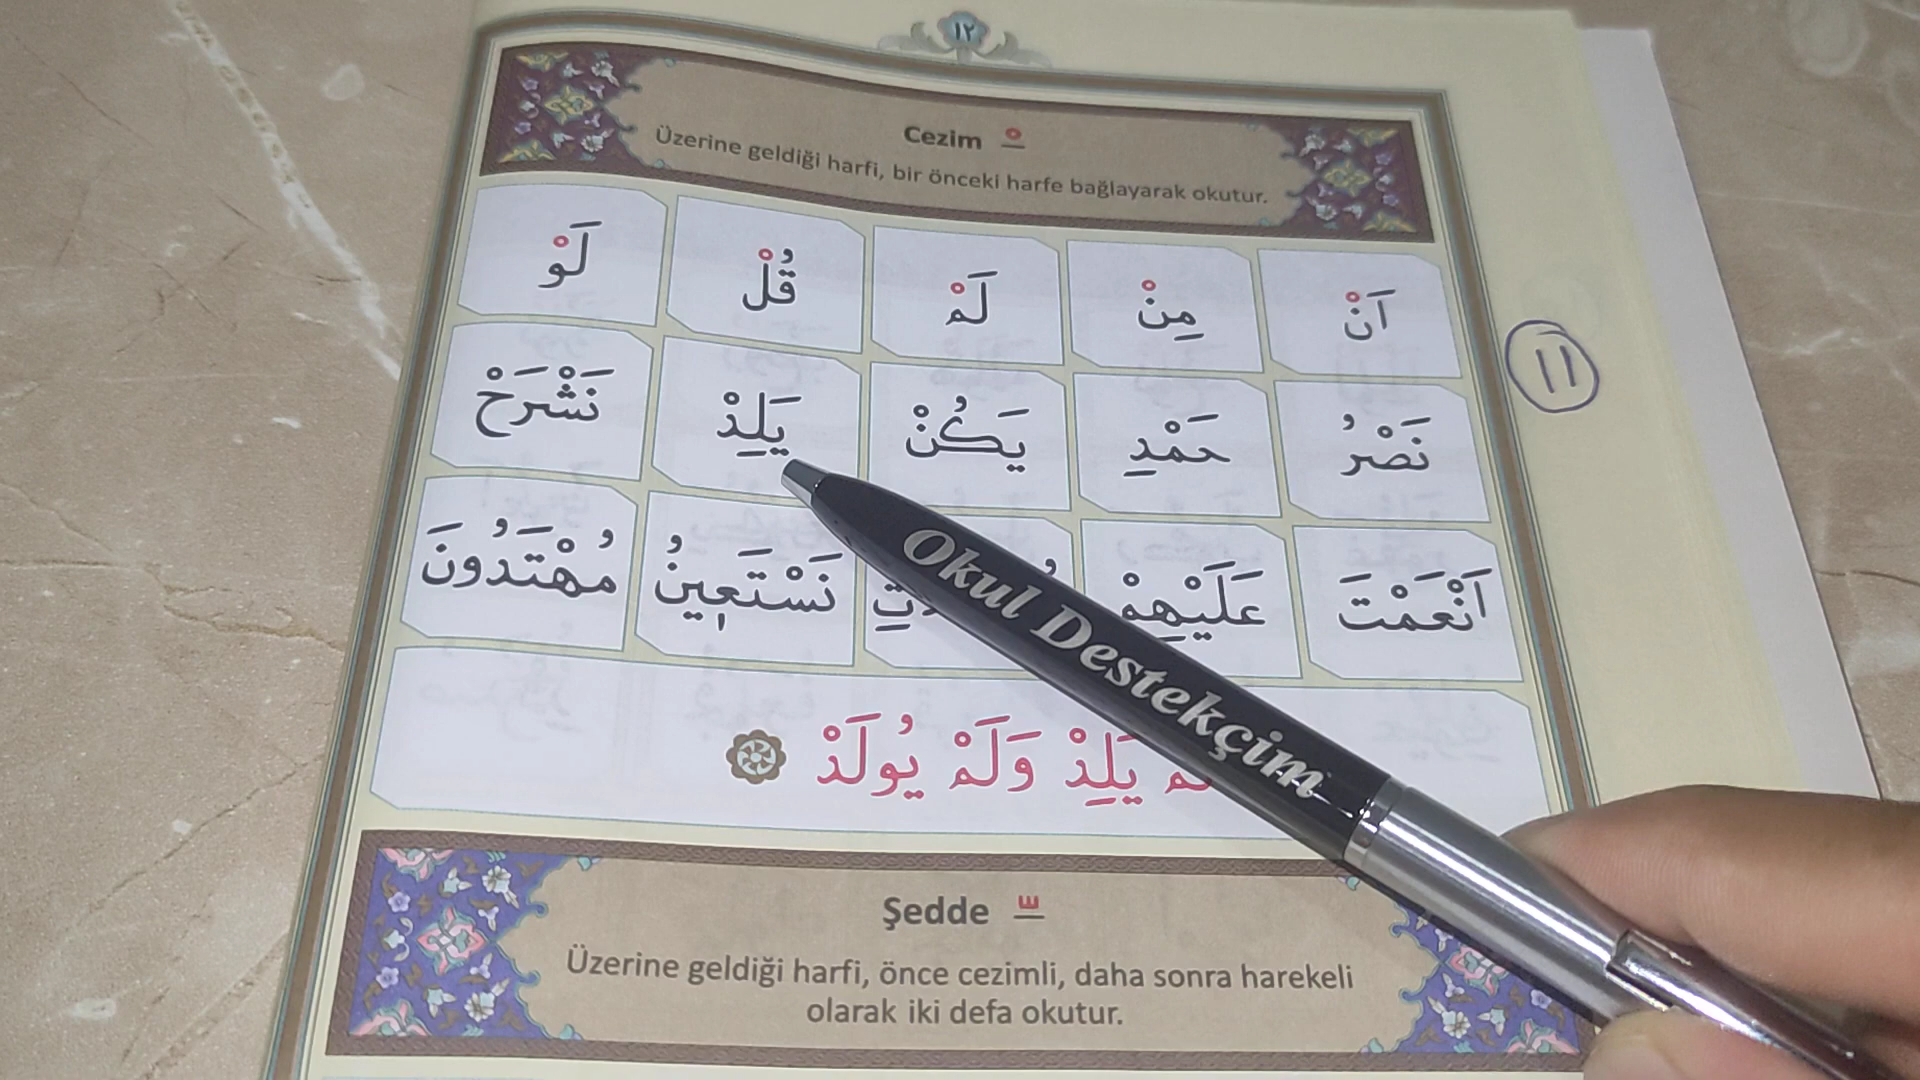 ١٢
Cezim ـْ
Üzerine geldiği harfi, bir önceki harfe bağlayarak okutur.
اَنْ مِنْ لَمْ قُلْ لَوْ
نَصْرُ حَمْدِ يَكُنْ يَلِدْ نَشْرَحْ
اَنْعَمْتَ عَلَيْهِمْ نَسْتَعٖينُ مُهْتَدُونَ
يَلِدْ وَلَمْ يُولَدْ
Şedde ـّ
Üzerine geldiği harfi, önce cezimli, daha sonra harekeli
olarak iki defa okutur.
11
Okul Destekçim